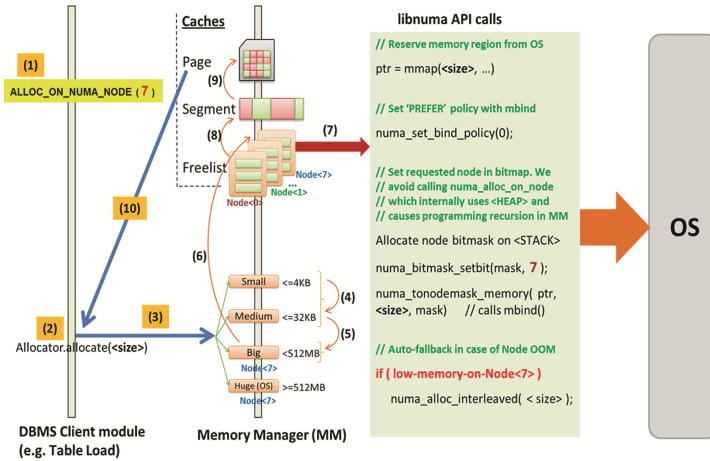 libnuma API calls
Caches
(1)
ALLOC_ON_NUMA_NODE ( 7 )
Page
(9)
Segment
(8)
(7)
Freelist
Node<7>
...
Node<1>
Node<0>
(10)
(6)
(2)
(3)
Allocator.allocate(<size>)
Small <=4KB
(4)
Medium <=32KB
(5)
Big <512MB
Node<7>
Huge (OS) >=512MB
Node<7>
DBMS Client module
(e.g. Table Load)
Memory Manager (MM)
// Reserve memory region from OS
ptr = mmap(<size>, ...)
// Set ‘PREFER’ policy with mbind
numa_set_bind_policy(0);
// Set requested node in bitmap. We
// avoid calling numa_alloc_on_node
// which internally uses <HEAP> and
// causes programming recursion in MM
Allocate node bitmask on <STACK>
numa_bitmask_setbit(mask, 7 );
numa_tonodemask_memory( ptr,
<size>, mask) // calls mbind()
// Auto-fallback in case of Node OOM
if ( low-memory-on-Node<7> )
numa_alloc_interleaved( < size> );
OS